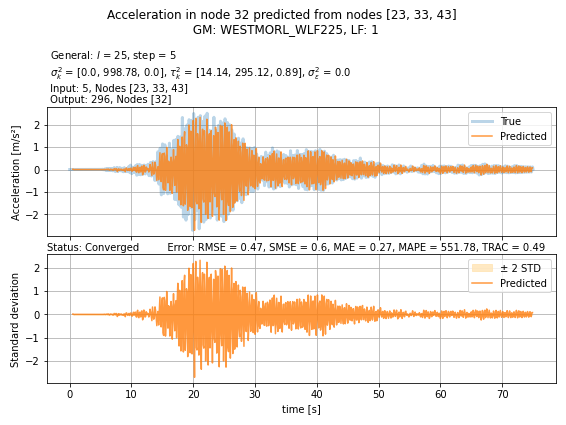 Acceleration in node 32 predicted from nodes [23, 33, 43]
GM: WESTMORL_WLF225, LF: 1
General: l = 25, step = 5
σ²ₖ = [0.0, 998.78, 0.0], τ²ₖ = [14.14, 295.12, 0.89], σ²ε = 0.0
Input: 5, Nodes [23, 33, 43]
Output: 296, Nodes [32]
Acceleration [m/s²]
2
1
0
−1
−2
True
Predicted
Status: Converged Error: RMSE = 0.47, SMSE = 0.6, MAE = 0.27, MAPE = 551.78, TRAC = 0.49
Standard deviation
2
1
0
−1
−2
± 2 STD
Predicted
0 10 20 30 40 50 60 70
time [s]